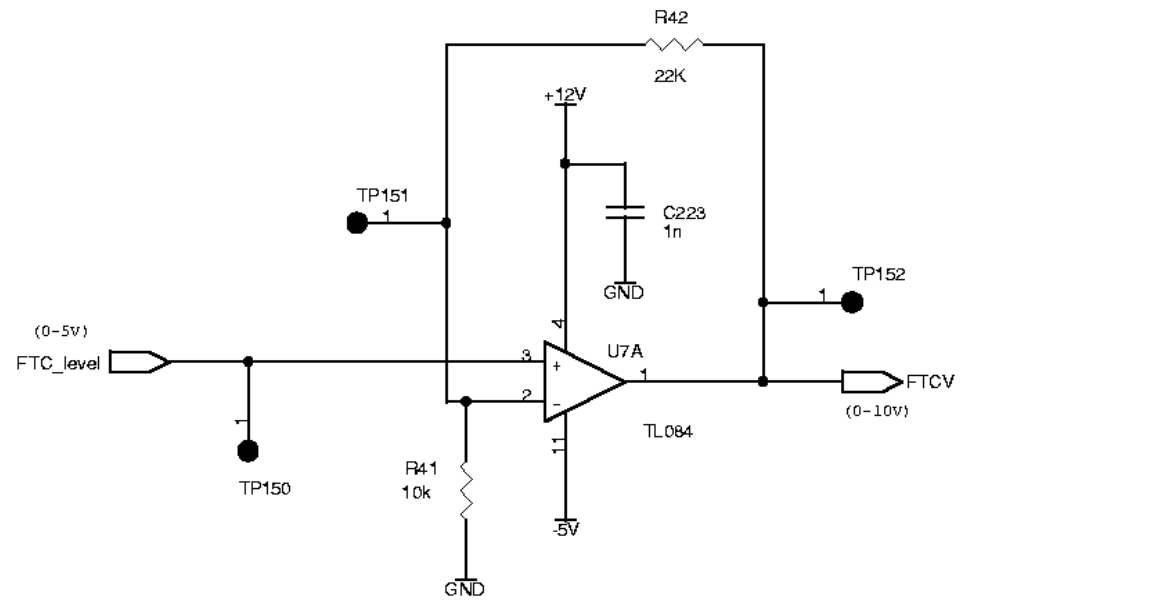 R42
22K
+12V
TP151
1
C223
1n
GND
TP152
1
(0-5V)
FTC_level
4
U7A
3
+
1
FTCV
(0-10V)
2
-
TL084
1
TP150
R41
10k
11
-5V
GND